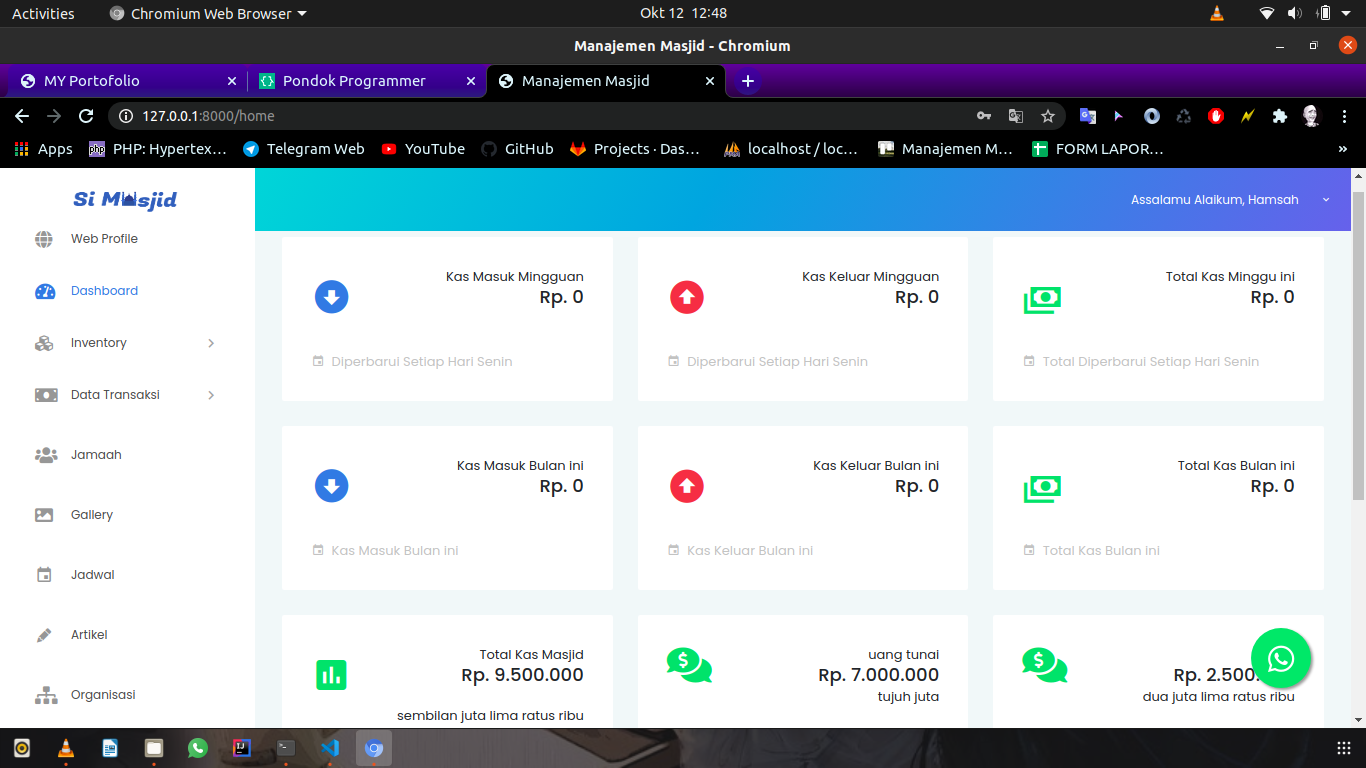 Activities
Chromium Web Browser
Okt 12 12:48
Manajemen Masjid - Chromium
MY Portofolio
Pondok Programmer
Manajemen Masjid
127.0.0.1:8000/home
Apps
PHP: Hypertex...
Telegram Web
YouTube
GitHub
Projects · Das...
localhost / loc...
Manajemen M...
FORM LAPOR...
»
Si Masjid
Assalamu Alaikum, Hamsah
Web Profile
Dashboard
Inventory
Data Transaksi
Jamaah
Gallery
Jadwal
Artikel
Organisasi
Kas Masuk Mingguan
Rp. 0
Diperbarui Setiap Hari Senin
Kas Keluar Mingguan
Rp. 0
Diperbarui Setiap Hari Senin
Total Kas Minggu ini
Rp. 0
Total Diperbarui Setiap Hari Senin
Kas Masuk Bulan ini
Rp. 0
Kas Masuk Bulan ini
Kas Keluar Bulan ini
Rp. 0
Kas Keluar Bulan ini
Total Kas Bulan ini
Rp. 0
Total Kas Bulan ini
Total Kas Masjid
Rp. 9.500.000
sembilan juta lima ratus ribu
uang tunai
Rp. 7.000.000
tujuh juta
Rp. 2.500.
dua juta lima ratus ribu